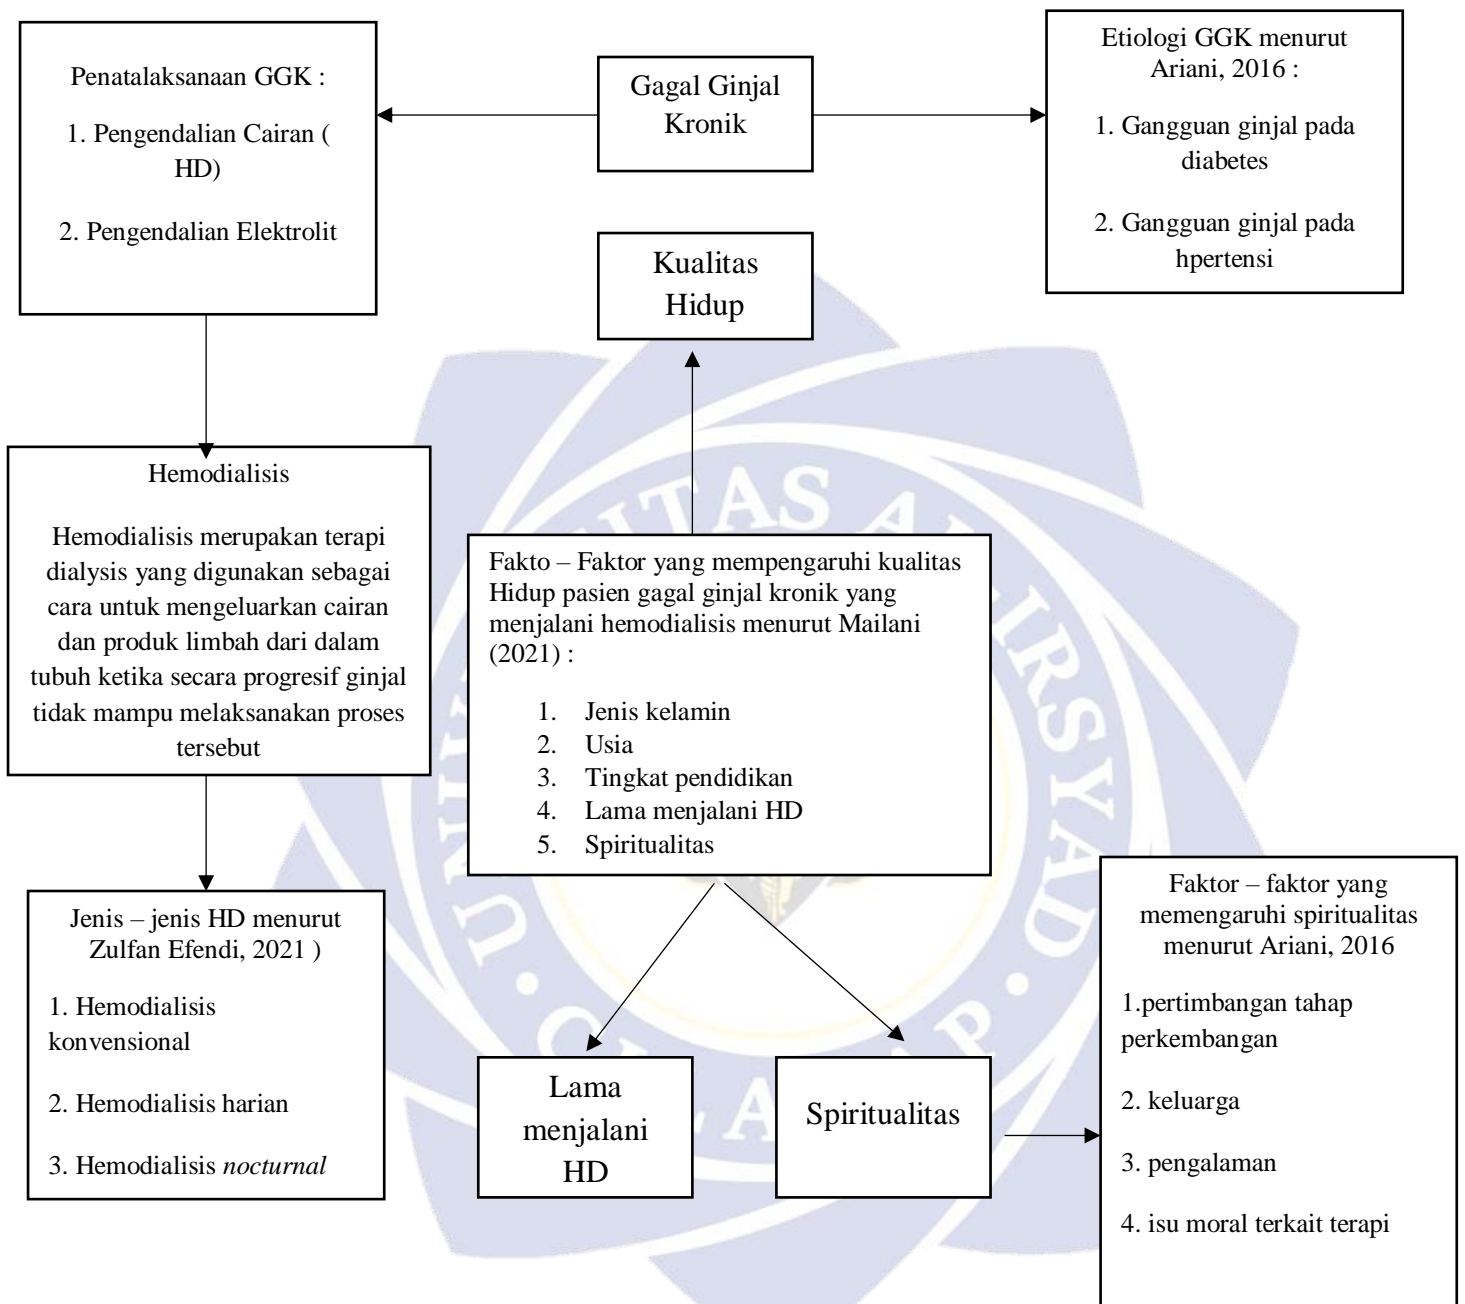 Penatalaksanaan GGK :
1. Pengendalian Cairan (
HD)
2. Pengendalian Elektrolit
Gagal Ginjal
Kronik
Etiologi GGK menurut
Ariani, 2016 :
1. Gangguan ginjal pada
diabetes
2. Gangguan ginjal pada
hpertensi
Kualitas
Hidup
Hemodialisis
Hemodialisis merupakan terapi
dialysis yang digunakan sebagai
cara untuk mengeluarkan cairan
dan produk limbah dari dalam
tubuh ketika secara progresif ginjal
tidak mampu melaksanakan proses
tersebut
Fakto – Faktor yang mempengaruhi kualitas
Hidup pasien gagal ginjal kronik yang
menjalani hemodialisis menurut Mailani
(2021) :
1. Jenis kelamin
2. Usia
3. Tingkat pendidikan
4. Lama menjalani HD
5. Spiritualitas
Jenis – jenis HD menurut
Zulfan Efendi, 2021 )
1. Hemodialisis
konvensional
2. Hemodialisis harian
3. Hemodialisis nocturnal
Lama
menjalani
HD
Spiritualitas
Faktor – faktor yang
memengaruhi spiritualitas
menurut Ariani, 2016
1.pertimbangan tahap
perkembangan
2. keluarga
3. pengalaman
4. isu moral terkait terapi